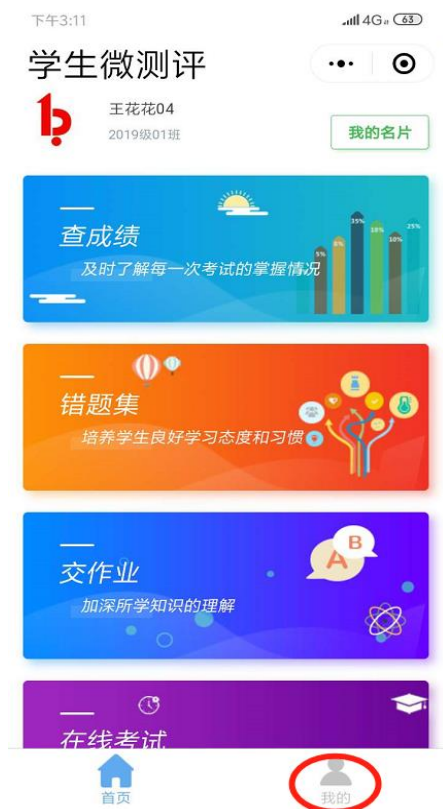 下午3:11
4G 63
学生微测评
王花花04
2019级01班
我的名片
查成绩
及时了解每一次考试的掌握情况
5%
8%
35%
18%
10%
25%
错题集
培养学生良好学习态度和习惯
交作业
加深所学知识的理解
A
B
在线考试
首页
我的